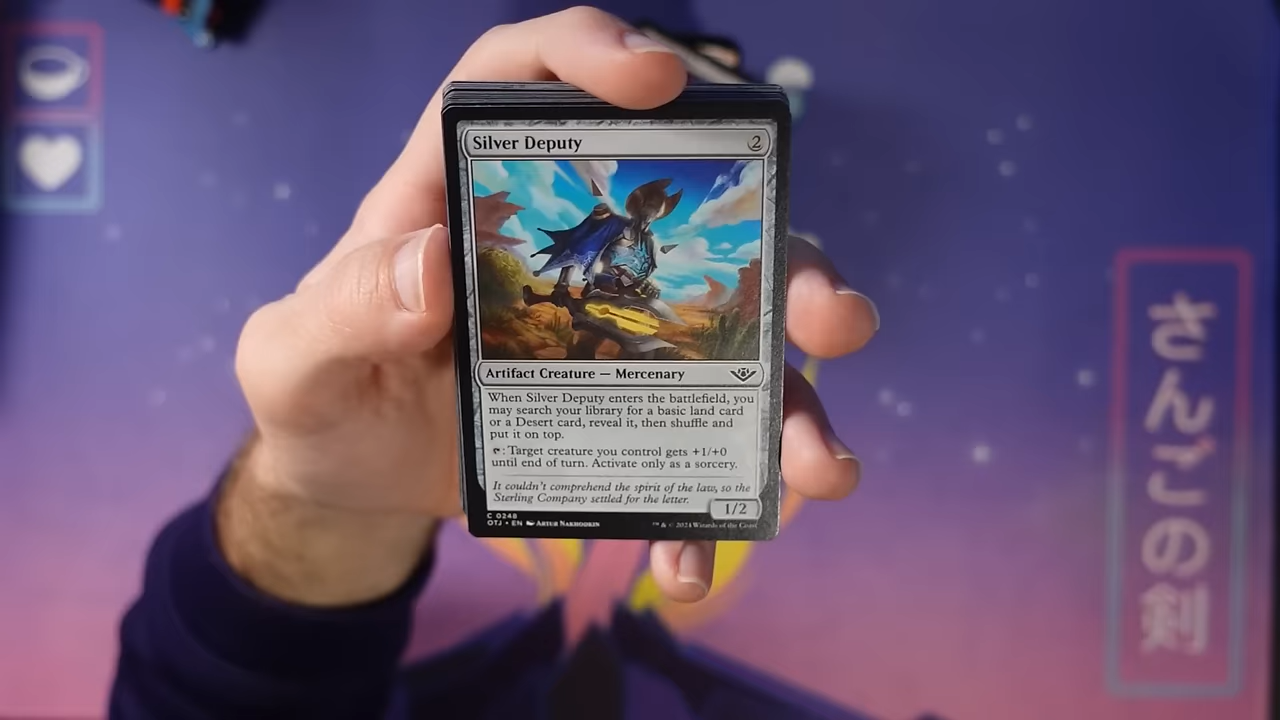 Silver Deputy
2
Artifact Creature — Mercenary
When Silver Deputy enters the battlefield, you
may search your library for a basic land card
or a Desert card, reveal it, then shuffle and
put it on top.
: Target creature you control gets +1/+0
until end of turn. Activate only as a sorcery.
It couldn't comprehend the spirit of the law, so the
Sterling Company settled for the letter.
1/2
C 0248
OTJ • EN Artur Nakhodkin
™ & © 2024 Wizards of the Coast
さんごの剣